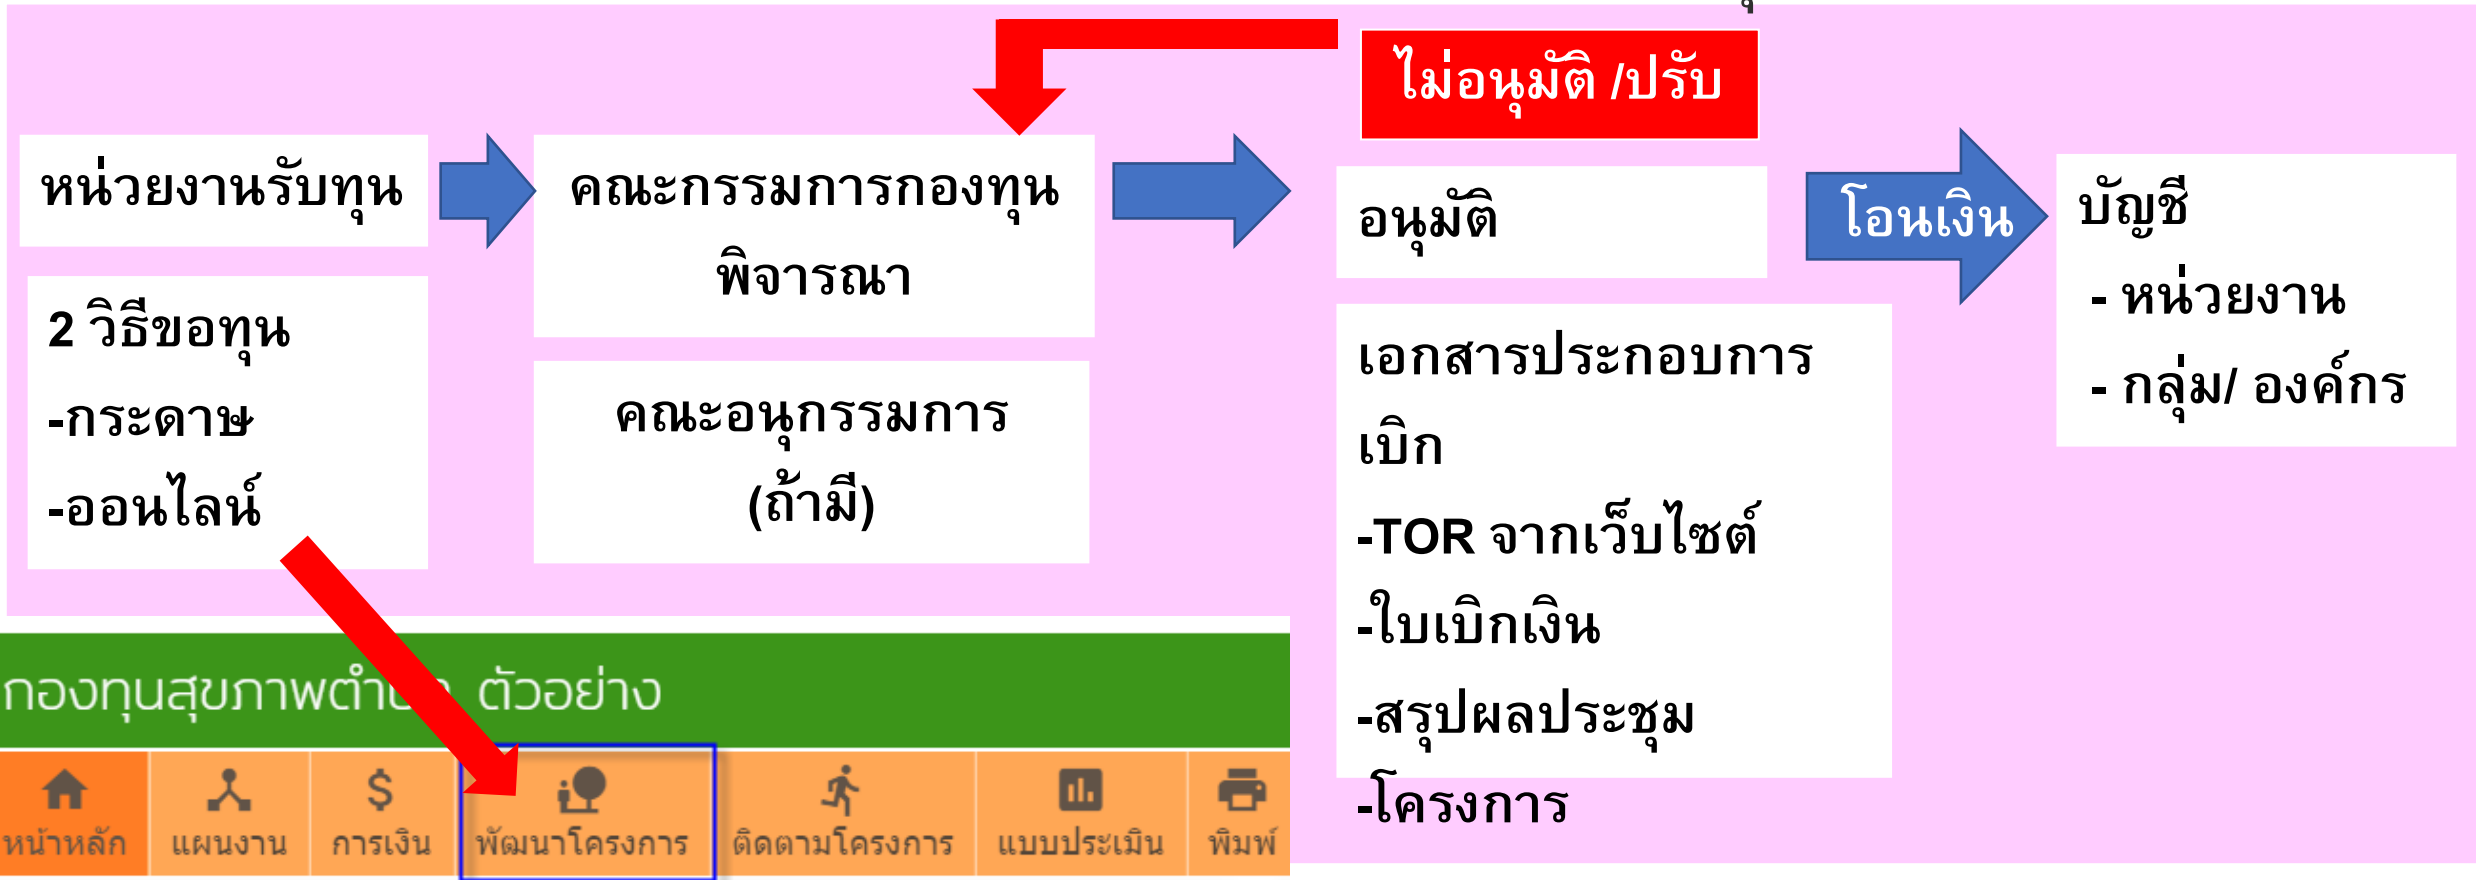 ไม่อนุมัติ /ปรับ
หน่วยงานรับทุน
คณะกรรมการกองทุน
พิจารณา
อนุมัติ
โอนเงิน
บัญชี
- หน่วยงาน
- กลุ่ม/ องค์กร
2 วิธีขอทุน
-กระดาษ
-ออนไลน์
คณะอนุกรรมการ
(ถ้ามี)
เอกสารประกอบการ
เบิก
-TOR จากเว็บไซต์
-ใบเบิกเงิน
-สรุปผลประชุม
-โครงการ
กองทุนสุขภาพตำบล ตัวอย่าง
หน้าหลัก
แผนงาน
การเงิน
พัฒนาโครงการ
ติดตามโครงการ
แบบประเมิน
พิมพ์